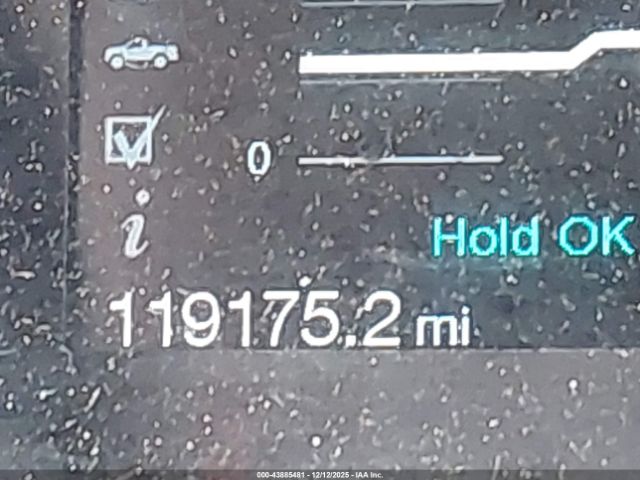 0
i
Hold OK
119175.2 mi
000-43885481 - 12/12/2025 - IAA Inc.